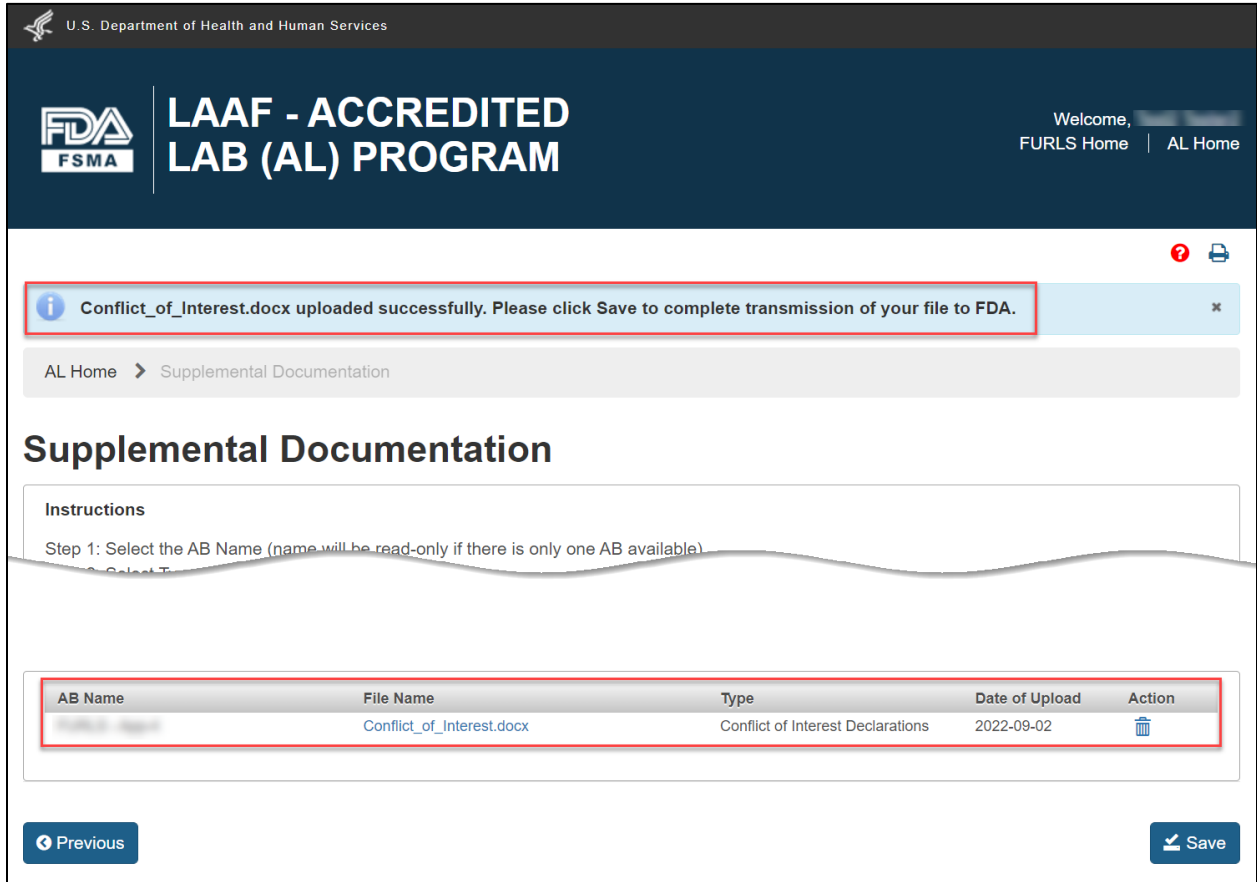 U.S. Department of Health and Human Services
FDA
FSMA
LAAF - ACCREDITED
LAB (AL) PROGRAM
Welcome,
FURLS Home | AL Home
Conflict_of_Interest.docx uploaded successfully. Please click Save to complete transmission of your file to FDA.
AL Home Supplemental Documentation
Supplemental Documentation
Instructions
Step 1: Select the AB Name (name will be read-only if there is only one AB available)
AB Name File Name Type Date of Upload Action
Conflict_of_Interest.docx Conflict of Interest Declarations 2022-09-02
Previous
Save